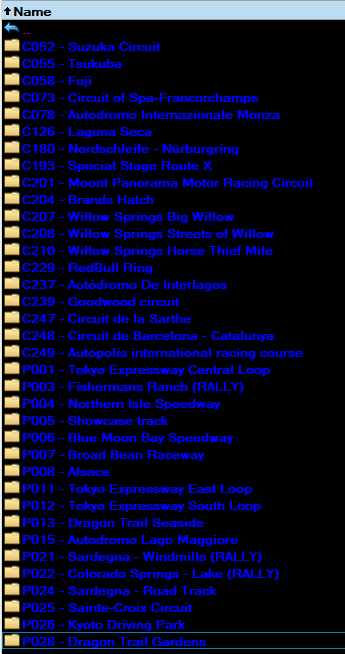 Name
..
C052 - Suzuka Circuit
C055 - Tsukuba
C058 - Fuji
C073 - Circuit of Spa-Francorchamps
C078 - Autodromo Internazionale Monza
C126 - Laguna Seca
C180 - Nordschleife - Nürburgring
C193 - Special Stage Route X
C201 - Mount Panorama Motor Racing Circuit
C204 - Brands Hatch
C207 - Willow Springs Big Willow
C208 - Willow Springs Streets of Willow
C210 - Willow Springs Horse Thief Mile
C229 - RedBull Ring
C237 - Autódromo De Interlagos
C239 - Goodwood circuit
C247 - Circuit de la Sarthe
C248 - Circuit de Barcelona - Catalunya
C249 - Autopolis international racing course
P001 - Tokyo Expressway Central Loop
P003 - Fishermans Ranch (RALLY)
P004 - Northern Isle Speedway
P005 - Showcase track
P006 - Blue Moon Bay Speedway
P007 - Broad Bean Raceway
P008 - Alsace
P011 - Tokyo Expressway East Loop
P012 - Tokyo Expressway South Loop
P013 - Dragon Trail Seaside
P015 - Autodromo Lago Maggiore
P021 - Sardegna - Windmills (RALLY)
P022 - Colorado Springs - Lake (RALLY)
P024 - Sardegna - Road Track
P025 - Sainte-Croix Circuit
P026 - Kyoto Driving Park
P028 - Dragon Trail Gardens